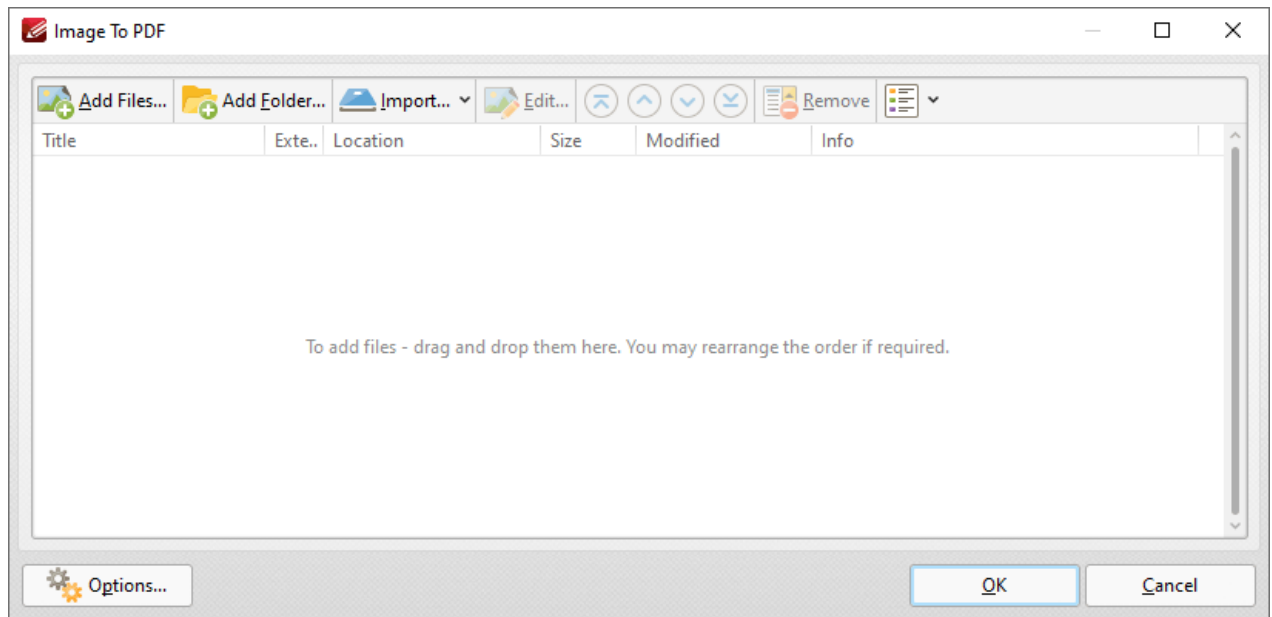 Image To PDF
Add Files... Add Folder... Import... Edit... Remove
Title Exte.. Location Size Modified Info
To add files - drag and drop them here. You may rearrange the order if required.
Options... OK Cancel